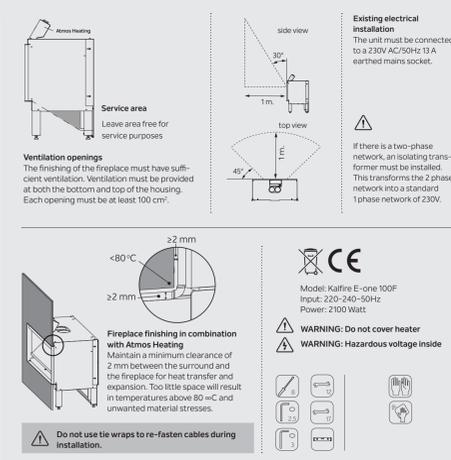 Atmos Heating
Service area
Leave area free for
service purposes
Ventilation openings
The finishing of the fireplace must have suffi-
cient ventilation. Ventilation must be provided
at both the bottom and top of the housing.
Each opening must be at least 100 cm².
side view
30°
1 m.
top view
1 m.
45°
Existing electrical
installation
The unit must be connected
to a 230V AC/50Hz 13 A
earthed mains socket.
If there is a two-phase
network, an isolating trans-
former must be installed.
This transforms the 2 phase
network into a standard
1 phase network of 230V.
≥2 mm
<80°C
≥2 mm
Fireplace finishing in combination
with Atmos Heating
Maintain a minimum clearance of
2 mm between the surround and
the fireplace for heat transfer and
expansion. Too little space will result
in temperatures above 80 ∞C and
unwanted material stresses.
Do not use tie wraps to re-fasten cables during
installation.
CE
Model: Kalfire E-one 100F
Input: 220-240~50Hz
Power: 2100 Watt
WARNING: Do not cover heater
WARNING: Hazardous voltage inside
8
12
2.5
17
3